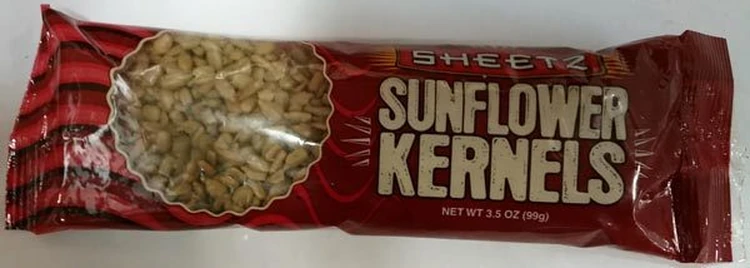 SHEETZ
SUNFLOWER
KERNELS
NET WT 3.5 OZ (99g)